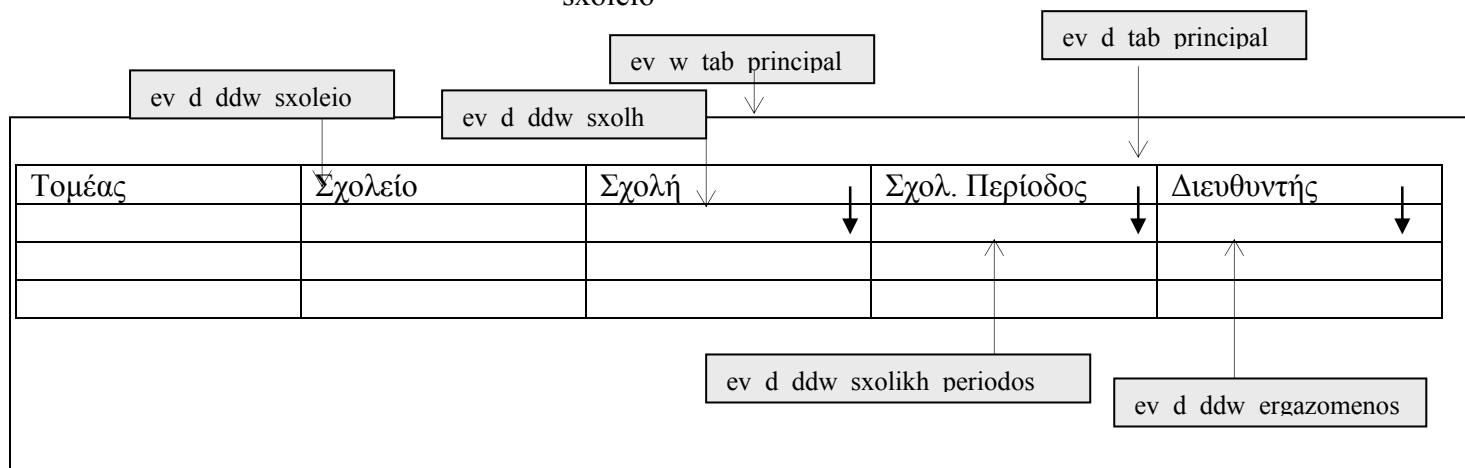 sxoleio
ev d tab principal
ev w tab principal
ev d ddw sxoleio
ev d ddw sxolh
Τομέας Σχολείο Σχολή Σχολ. Περίοδος Διευθυντής
ev d ddw sxolikh periodos
ev d ddw ergazomenos